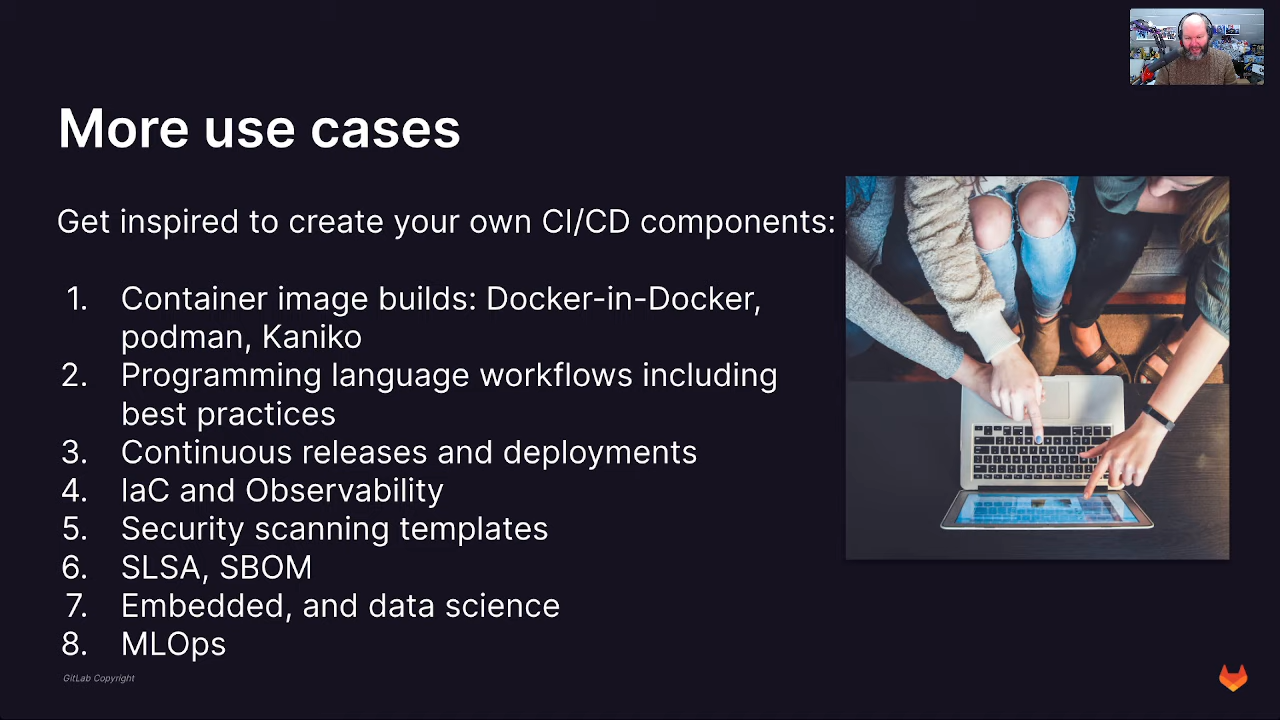 More use cases
Get inspired to create your own CI/CD components:
1. Container image builds: Docker-in-Docker,
podman, Kaniko
2. Programming language workflows including
best practices
3. Continuous releases and deployments
4. IaC and Observability
5. Security scanning templates
6. SLSA, SBOM
7. Embedded, and data science
8. MLOps
GitLab Copyright